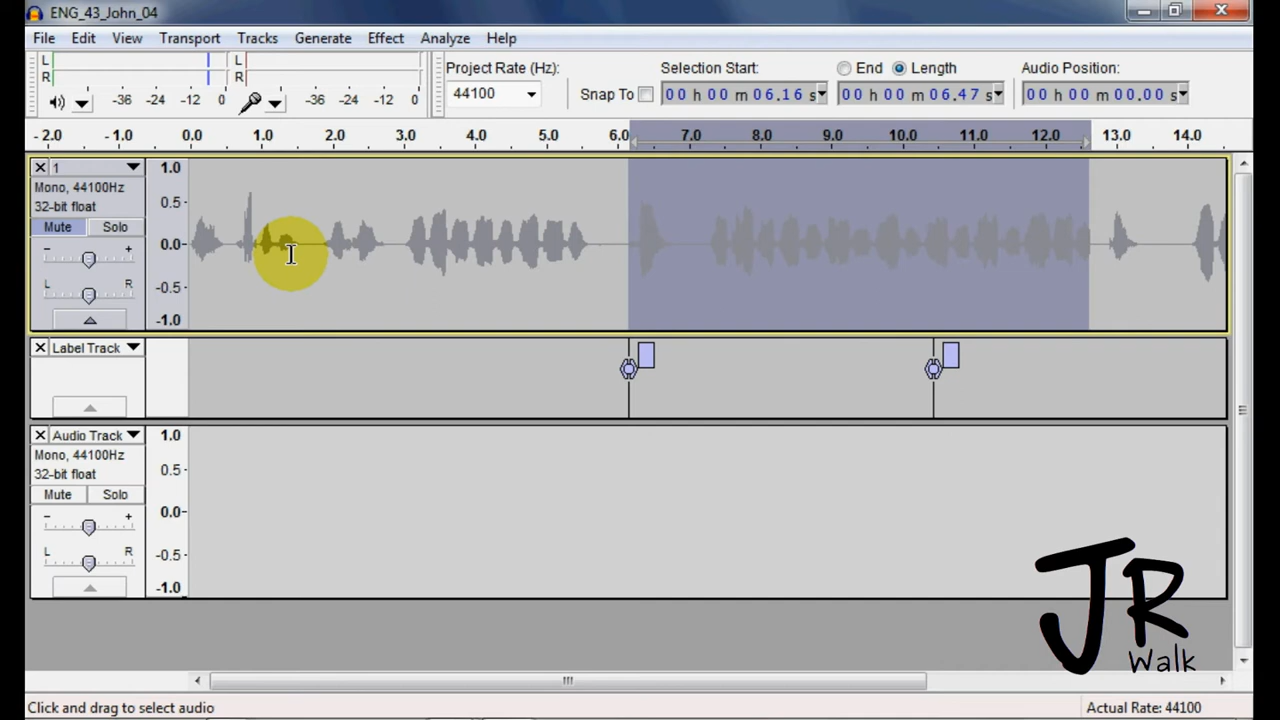 ENG_43_John_04
File Edit View Transport Tracks Generate Effect Analyze Help
L
R
-36 -24 -12 0
L
R
-36 -24 -12 0
Project Rate (Hz):
44100
Snap To
Selection Start:
00 h 00 m 06.16 s
End Length
00 h 00 m 06.47 s
Audio Position:
00 h 00 m 00.00 s
- 2.0 -1.0 0.0 1.0 2.0 3.0 4.0 5.0 6.0 7.0 8.0 9.0 10.0 11.0 12.0 13.0 14.0
1
Mono, 44100Hz
32-bit float
Mute Solo
- +
L R
1.0
0.5
0.0
-0.5
-1.0
Label Track
Audio Track
Mono, 44100Hz
32-bit float
Mute Solo
- +
L R
1.0
0.5
0.0
-0.5
-1.0
JR
Walk
Click and drag to select audio
Actual Rate: 44100